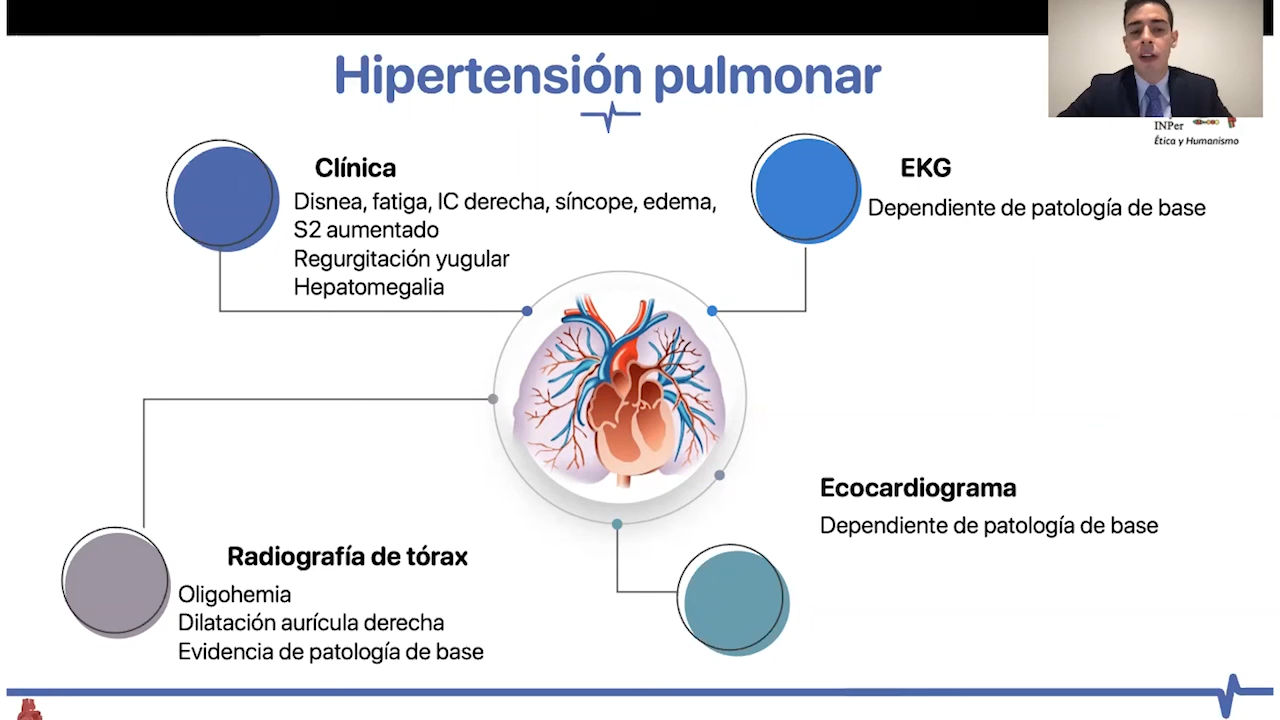 Hipertensión pulmonar
INPer
Ética y Humanismo
Clínica
Disnea, fatiga, IC derecha, síncope, edema,
S2 aumentado
Regurgitación yugular
Hepatomegalia
EKG
Dependiente de patología de base
Radiografía de tórax
Oligohemia
Dilatación aurícula derecha
Evidencia de patología de base
Ecocardiograma
Dependiente de patología de base